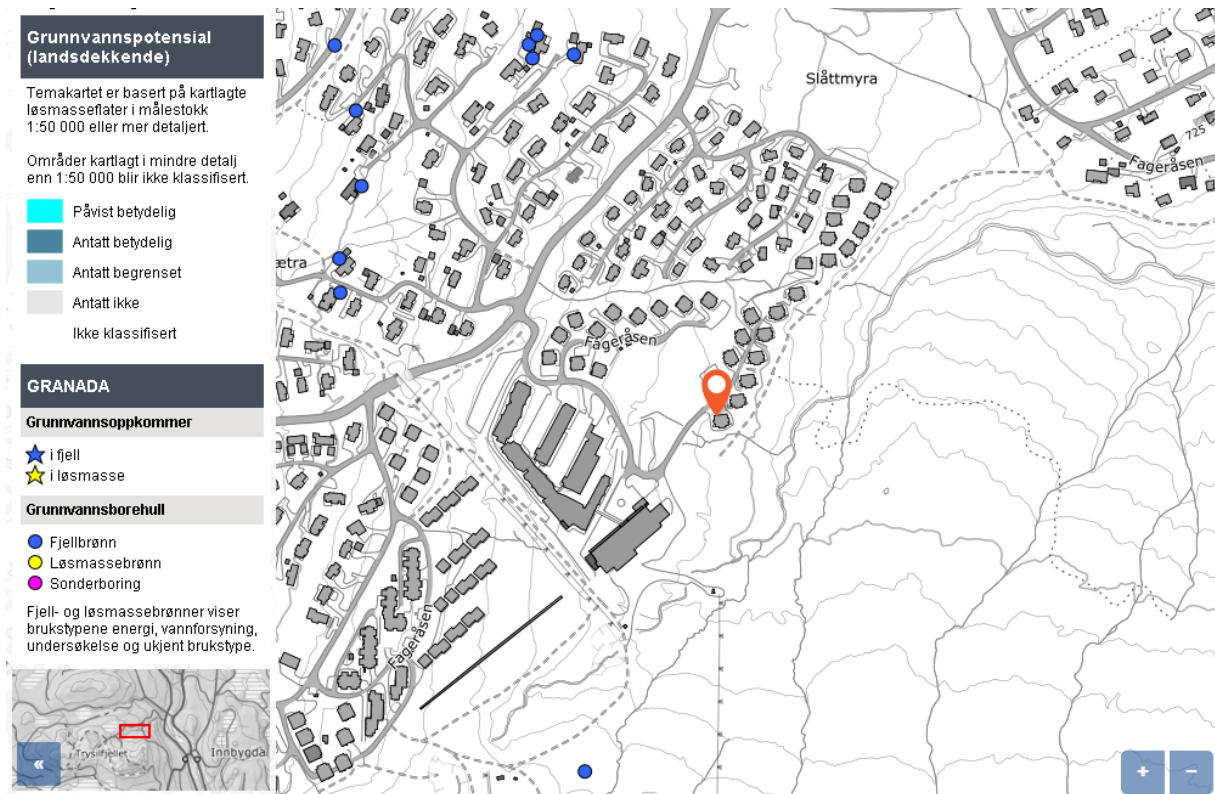 Grunnvannspotensial
(landsdekkende)
Temakartet er basert på kartlagte
løsmasseflater i målestokk
1:50 000 eller mer detaljert.
Områder kartlagt i mindre detalj
enn 1:50 000 blir ikke klassifisert.
Påvist betydelig
Antatt betydelig
Antatt begrenset
Antatt ikke
Ikke klassifisert
GRANADA
Grunnvannsoppkommer
i fjell
i løsmasse
Grunnvannsborehull
Fjellbrønn
Løsmassebrønn
Sonderboring
Fjell- og løsmassebrønner viser
brukstypene energi, vannforsyning,
undersøkelse og ukjent brukstype.
Trysilfjellet
Innbygda
«
Slåttmyra
725
Fageråsen
ætra
Fageråsen
Fageråsen
+
−